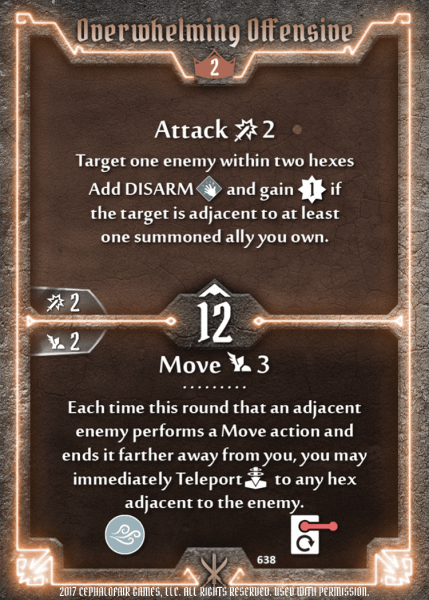 Overwhelming Offensive
2
Attack 2
Target one enemy within two hexes
Add DISARM and gain 1 if
the target is adjacent to at least
one summoned ally you own.
2
12
2
Move 3
Each time this round that an adjacent
enemy performs a Move action and
ends it farther away from you, you may
immediately Teleport to any hex
adjacent to the enemy.
638
2017 CEPHALOFAIR GAMES, LLC. ALL RIGHTS RESERVED. USED WITH PERMISSION.